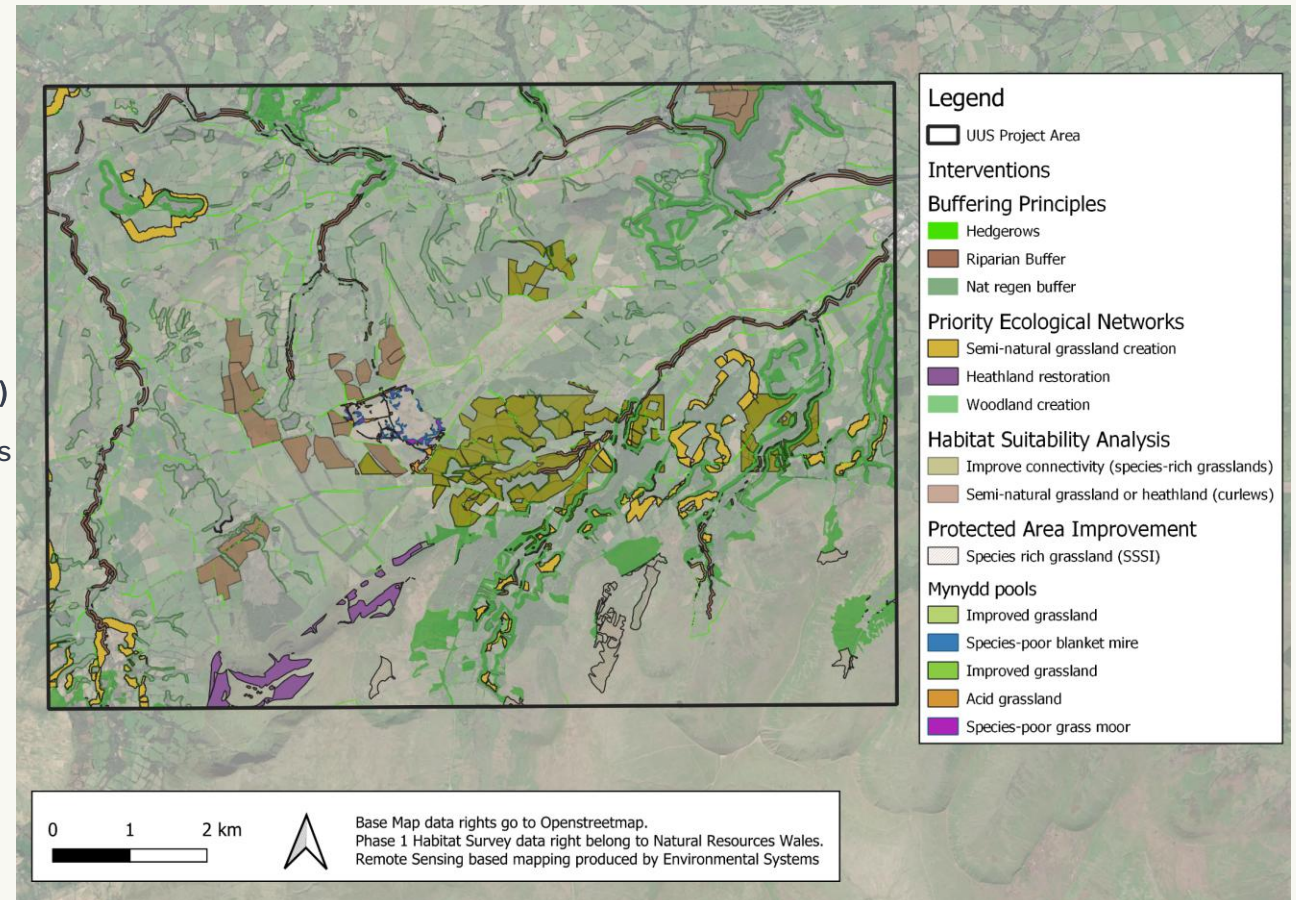 )
s
Legend
UUS Project Area
Interventions
Buffering Principles
Hedgerows
Riparian Buffer
Nat regen buffer
Priority Ecological Networks
Semi-natural grassland creation
Heathland restoration
Woodland creation
Habitat Suitability Analysis
Improve connectivity (species-rich grasslands)
Semi-natural grassland or heathland (curlews)
Protected Area Improvement
Species rich grassland (SSSI)
Mynydd pools
Improved grassland
Species-poor blanket mire
Improved grassland
Acid grassland
Species-poor grass moor
0 1 2 km
Base Map data rights go to Openstreetmap.
Phase 1 Habitat Survey data right belong to Natural Resources Wales.
Remote Sensing based mapping produced by Environmental Systems